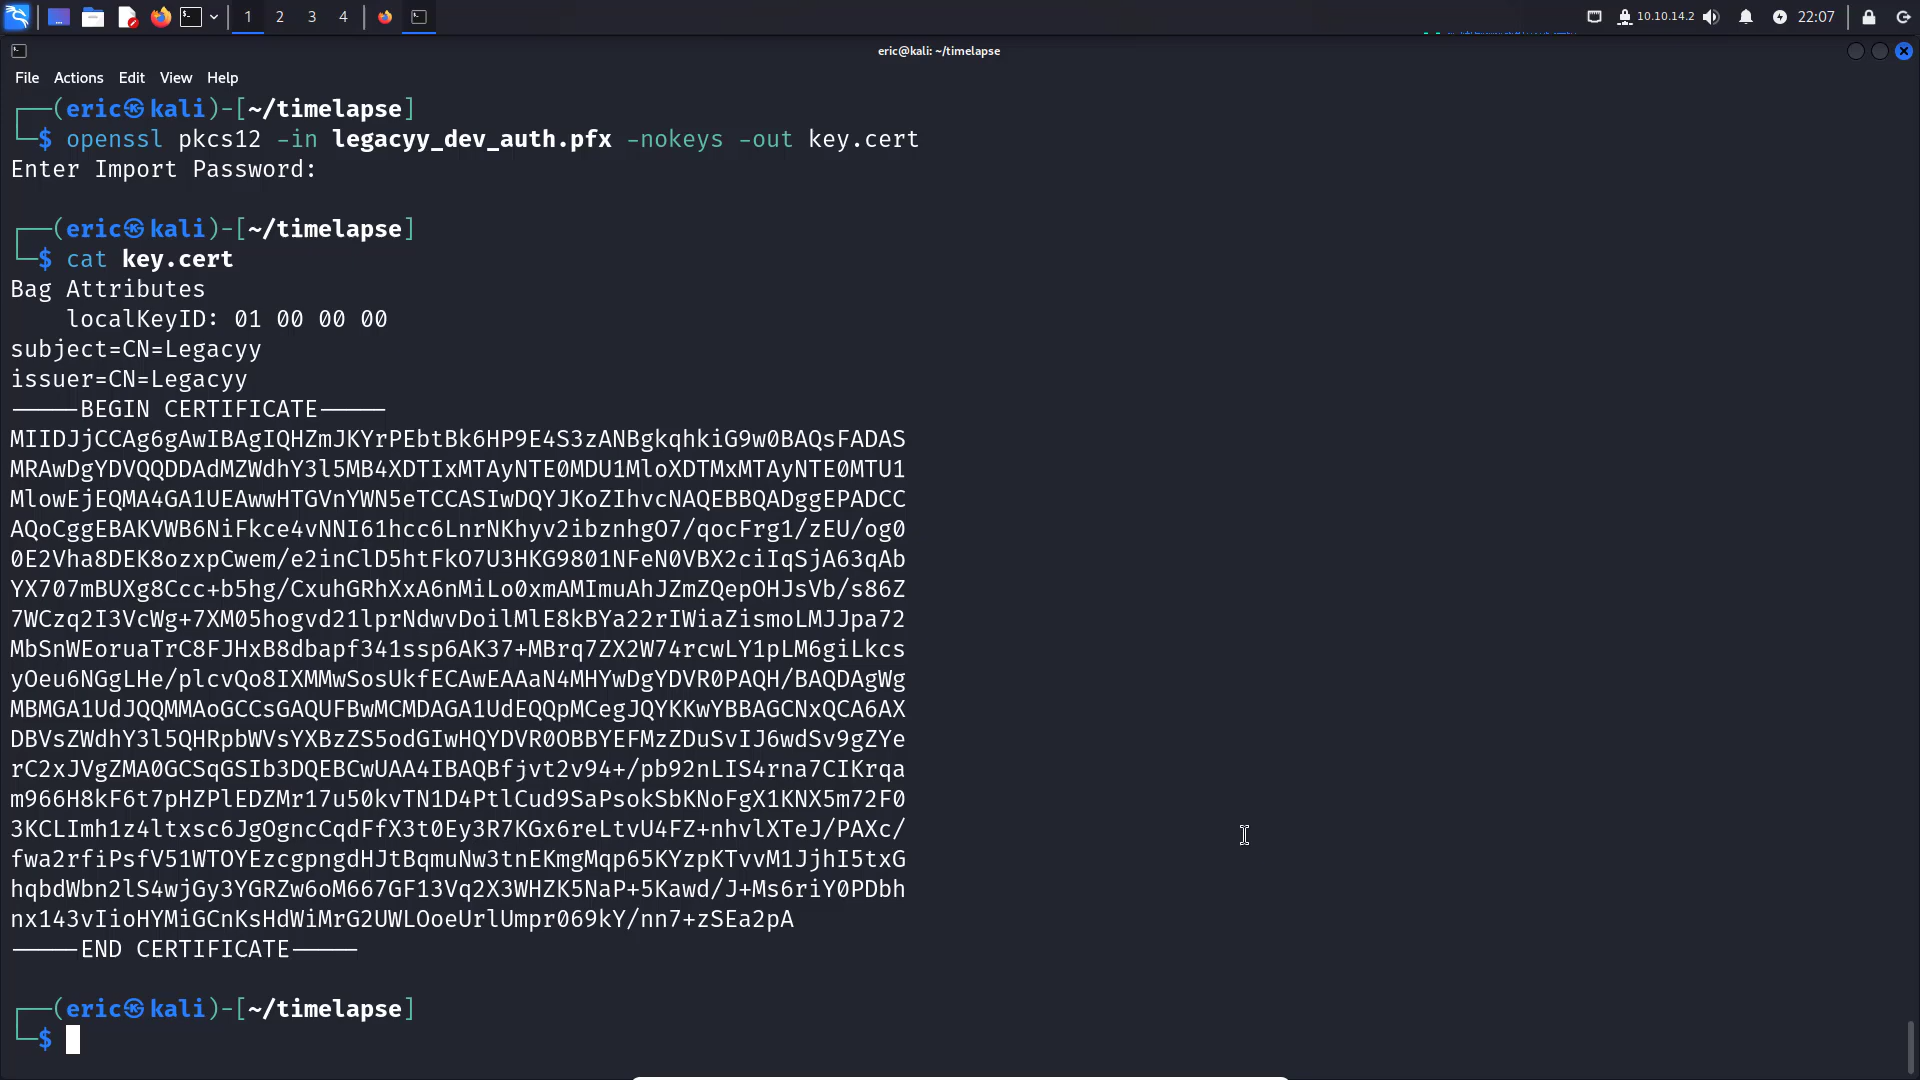 1 2 3 4 10.10.14.2 22:07
eric@kali: ~/timelapse
File Actions Edit View Help
┌──(eric㉿kali)-[~/timelapse]
└─$ openssl pkcs12 -in legacyy_dev_auth.pfx -nokeys -out key.cert
Enter Import Password:
┌──(eric㉿kali)-[~/timelapse]
└─$ cat key.cert
Bag Attributes
    localKeyID: 01 00 00 00
subject=CN=Legacyy
issuer=CN=Legacyy
-----BEGIN CERTIFICATE-----
MIIDJjCCAg6gAwIBAgIQHZmJKYrPEbtBk6HP9E4S3zANBgkqhkiG9w0BAQsFADAS
MRAwDgYDVQQDDAdMZWdhY3l5MB4XDTIxMTAyNTE0MDU1MloXDTMxMTAyNTE0MTU1
MlowEjEQMA4GA1UEAwwHTGVnYWN5eTCCASIwDQYJKoZIhvcNAQEBBQADggEPADCC
AQoCggEBAKVWB6NiFkce4vNNI61hcc6LnrNKhyv2ibznhgO7/qocFrg1/zEU/og0
0E2Vha8DEK8ozxpCwem/e2inClD5htFkO7U3HKG9801NFeN0VBX2ciIqSjA63qAb
YX707mBUXg8Ccc+b5hg/CxuhGRhXxA6nMiLo0xmAMImuAhJZmZQepOHJsVb/s86Z
7WCzq2I3VcWg+7XM05hogvd21lprNdwvDoilMlE8kBYa22rIWiaZismoLMJJpa72
MbSnWEoruaTrC8FJHxB8dbapf341ssp6AK37+MBrq7ZX2W74rcwLY1pLM6giLkcs
yOeu6NGgLHe/plcvQo8IXMMwSosUkfECAwEAAaN4MHYwDgYDVR0PAQH/BAQDAgWg
MBMGA1UdJQQMMAoGCCsGAQUFBwMCMDAGA1UdEQQpMCegJQYKKwYBBAGCNxQCA6AX
DBVsZWdhY3l5QHRpbWVsYXBzZS5odGIwHQYDVR0OBBYEFMzZDuSvIJ6wdSv9gZYe
rC2xJVgZMA0GCSqGSIb3DQEBCwUAA4IBAQBfjvt2v94+/pb92nLIS4rna7CIKrqa
m966H8kF6t7pHZPlEDZMr17u50kvTN1D4PtlCud9SaPsokSbKNoFgX1KNX5m72F0
3KCLImh1z4ltxsc6JgOgncCqdFfX3t0Ey3R7KGx6reLtvU4FZ+nhvlXTeJ/PAXc/
fwa2rfiPsfV51WTOYEzcgpngdHJtBqmuNw3tnEKmgMqp65KYzpKTvvM1JjhI5txG
hqbdWbn2lS4wjGy3YGRZw6oM667GF13Vq2X3WHZK5NaP+5Kawd/J+Ms6riY0PDbh
nx143vIioHYMiGCnKsHdWiMrG2UWLOoeUrlUmpr069kY/nn7+zSEa2pA
-----END CERTIFICATE-----
┌──(eric㉿kali)-[~/timelapse]
└─$